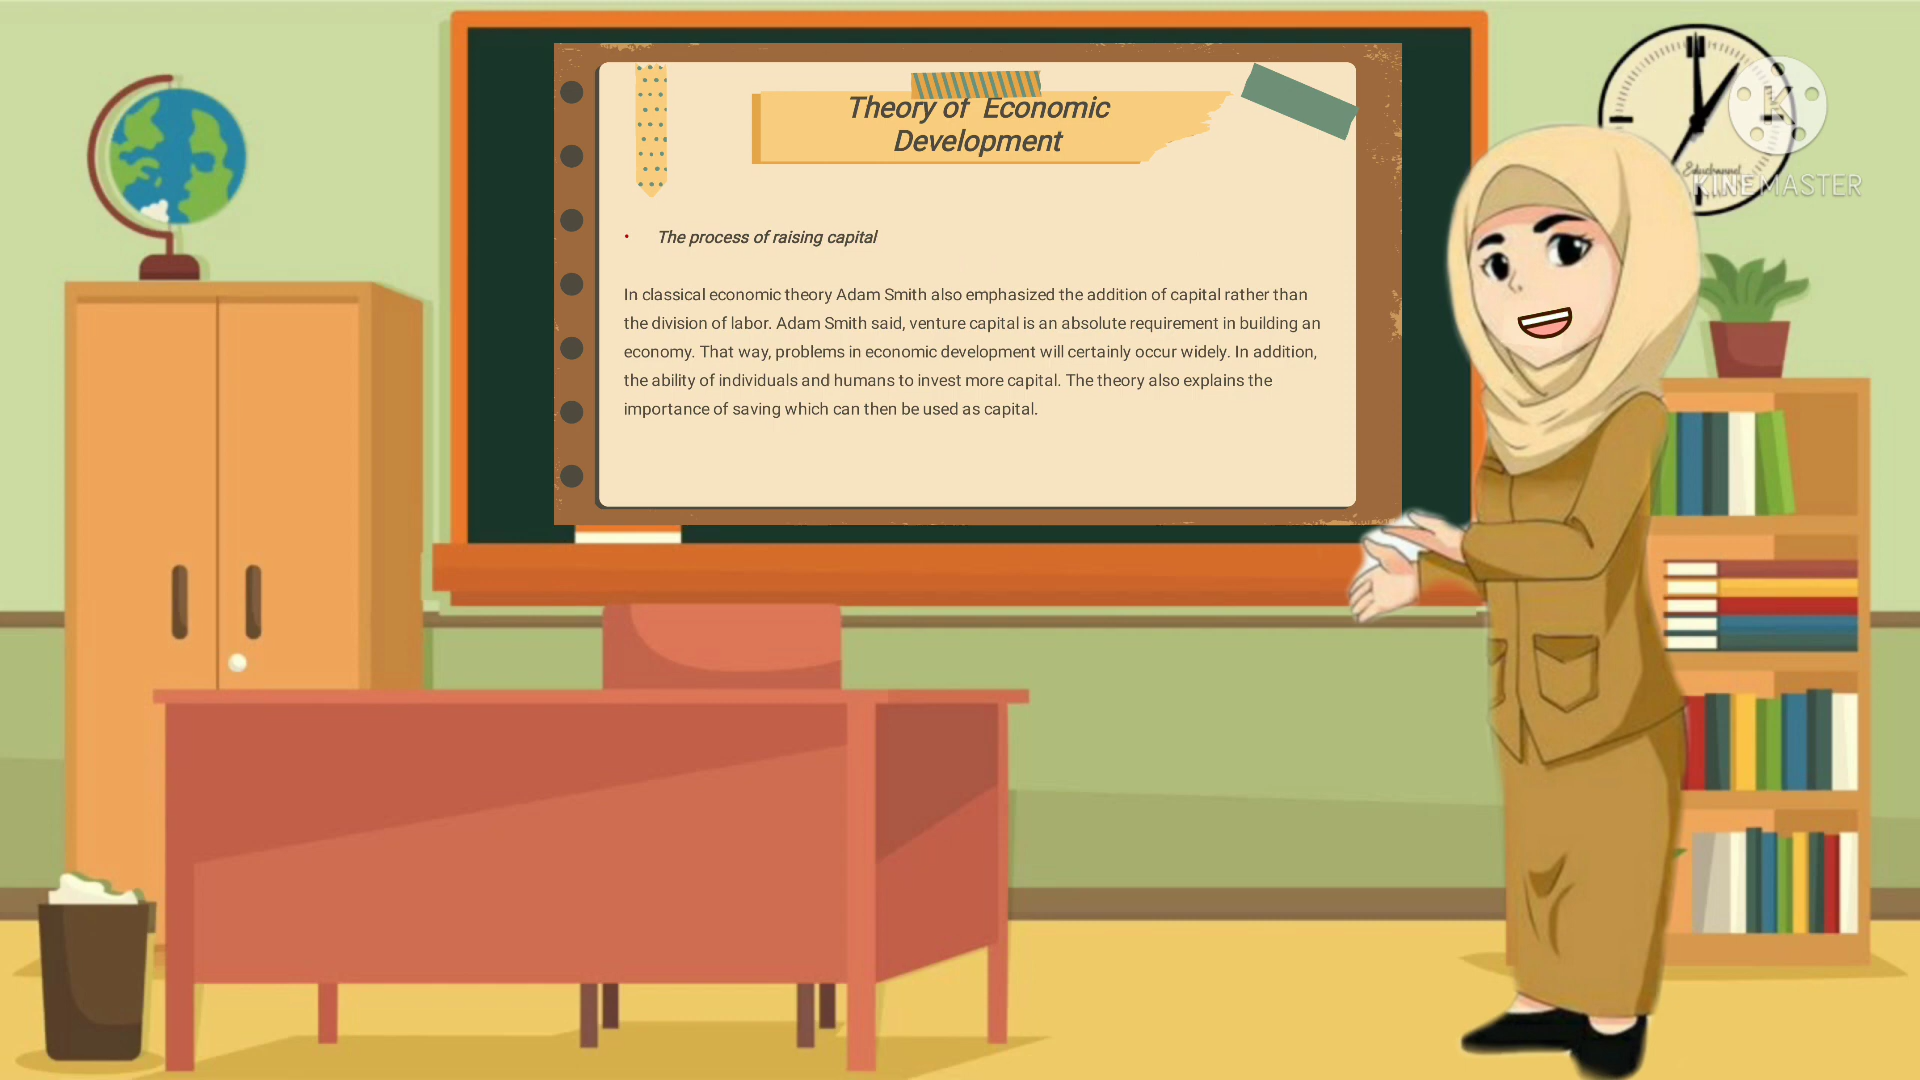 Theory of Economic
Development
• The process of raising capital
In classical economic theory Adam Smith also emphasized the addition of capital rather than
the division of labor. Adam Smith said, venture capital is an absolute requirement in building an
economy. That way, problems in economic development will certainly occur widely. In addition,
the ability of individuals and humans to invest more capital. The theory also explains the
importance of saving which can then be used as capital.
Educhannel
KINEMASTER